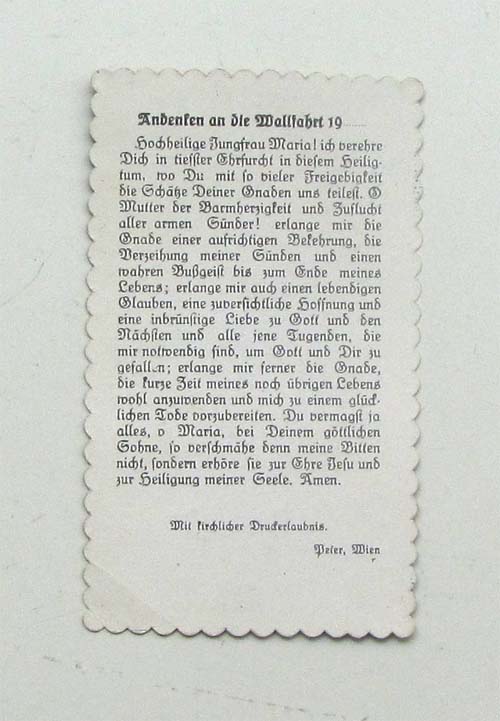 Andenken an die Wallfahrt 19......
Hochheilige Jungfrau Maria! ich verehre
Dich in tiefster Ehrfurcht in diesem Heilig-
tum, wo Du mit so vieler Freigebigkeit
die Schätze Deiner Gnaden uns teilest. O
Mutter der Barmherzigkeit und Zuflucht
aller armen Sünder! erlange mir die
Gnade einer aufrichtigen Bekehrung, die
Verzeihung meiner Sünden und einen
wahren Bußgeist bis zum Ende meines
Lebens; erlange mir auch einen lebendigen
Glauben, eine zuversichtliche Hoffnung und
eine inbrünstige Liebe zu Gott und den
Nächsten und alle jene Tugenden, die
mir notwendig sind, um Gott und Dir zu
gefallen; erlange mir ferner die Gnade,
die kurze Zeit meines noch übrigen Lebens
wohl anzuwenden und mich zu einem glück-
lichen Tode vorzubereiten. Du vermagst ja
alles, o Maria, bei Deinem göttlichen
Sohne, so verschmähe denn meine Bitten
nicht, sondern erhöre sie zur Ehre Jesu und
zur Heiligung meiner Seele. Amen.
Mit kirchlicher Druckerlaubnis.
Peter, Wien